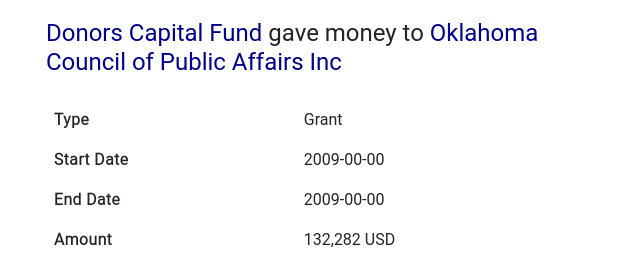 Donors Capital Fund gave money to Oklahoma
Council of Public Affairs Inc
Type Grant
Start Date 2009-00-00
End Date 2009-00-00
Amount 132,282 USD